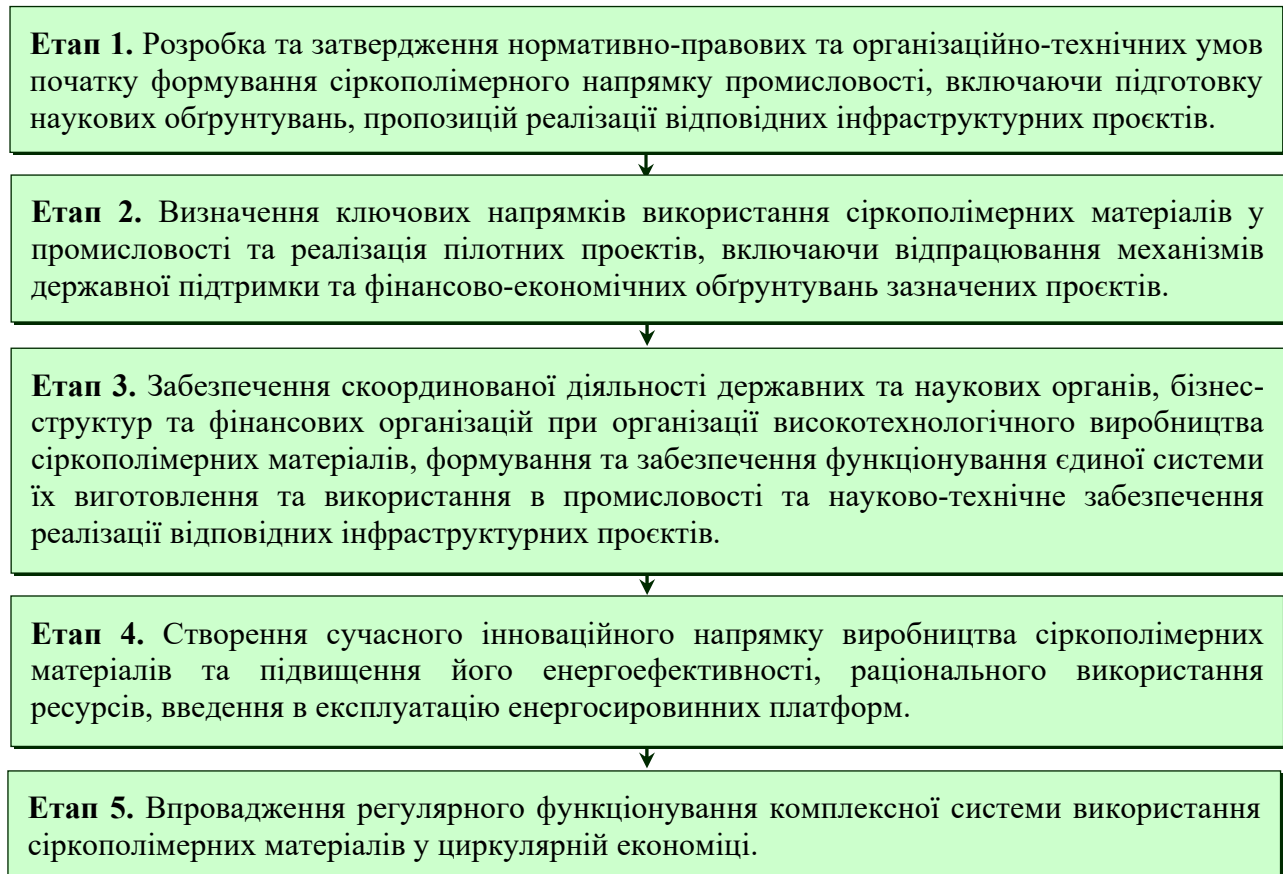 Етап 1. Розробка та затвердження нормативно-правових та організаційно-технічних умов
початку формування сіркополімерного напрямку промисловості, включаючи підготовку
наукових обґрунтувань, пропозицій реалізації відповідних інфраструктурних проєктів.
Етап 2. Визначення ключових напрямків використання сіркополімерних матеріалів у
промисловості та реалізація пілотних проектів, включаючи відпрацювання механізмів
державної підтримки та фінансово-економічних обґрунтувань зазначених проєктів.
Етап 3. Забезпечення скоординованої діяльності державних та наукових органів, бізнес-
структур та фінансових організацій при організації високотехнологічного виробництва
сіркополімерних матеріалів, формування та забезпечення функціонування єдиної системи
їх виготовлення та використання в промисловості та науково-технічне забезпечення
реалізації відповідних інфраструктурних проєктів.
Етап 4. Створення сучасного інноваційного напрямку виробництва сіркополімерних
матеріалів та підвищення його енергоефективності, раціонального використання
ресурсів, введення в експлуатацію енергосировинних платформ.
Етап 5. Впровадження регулярного функціонування комплексної системи використання
сіркополімерних матеріалів у циркулярній економіці.